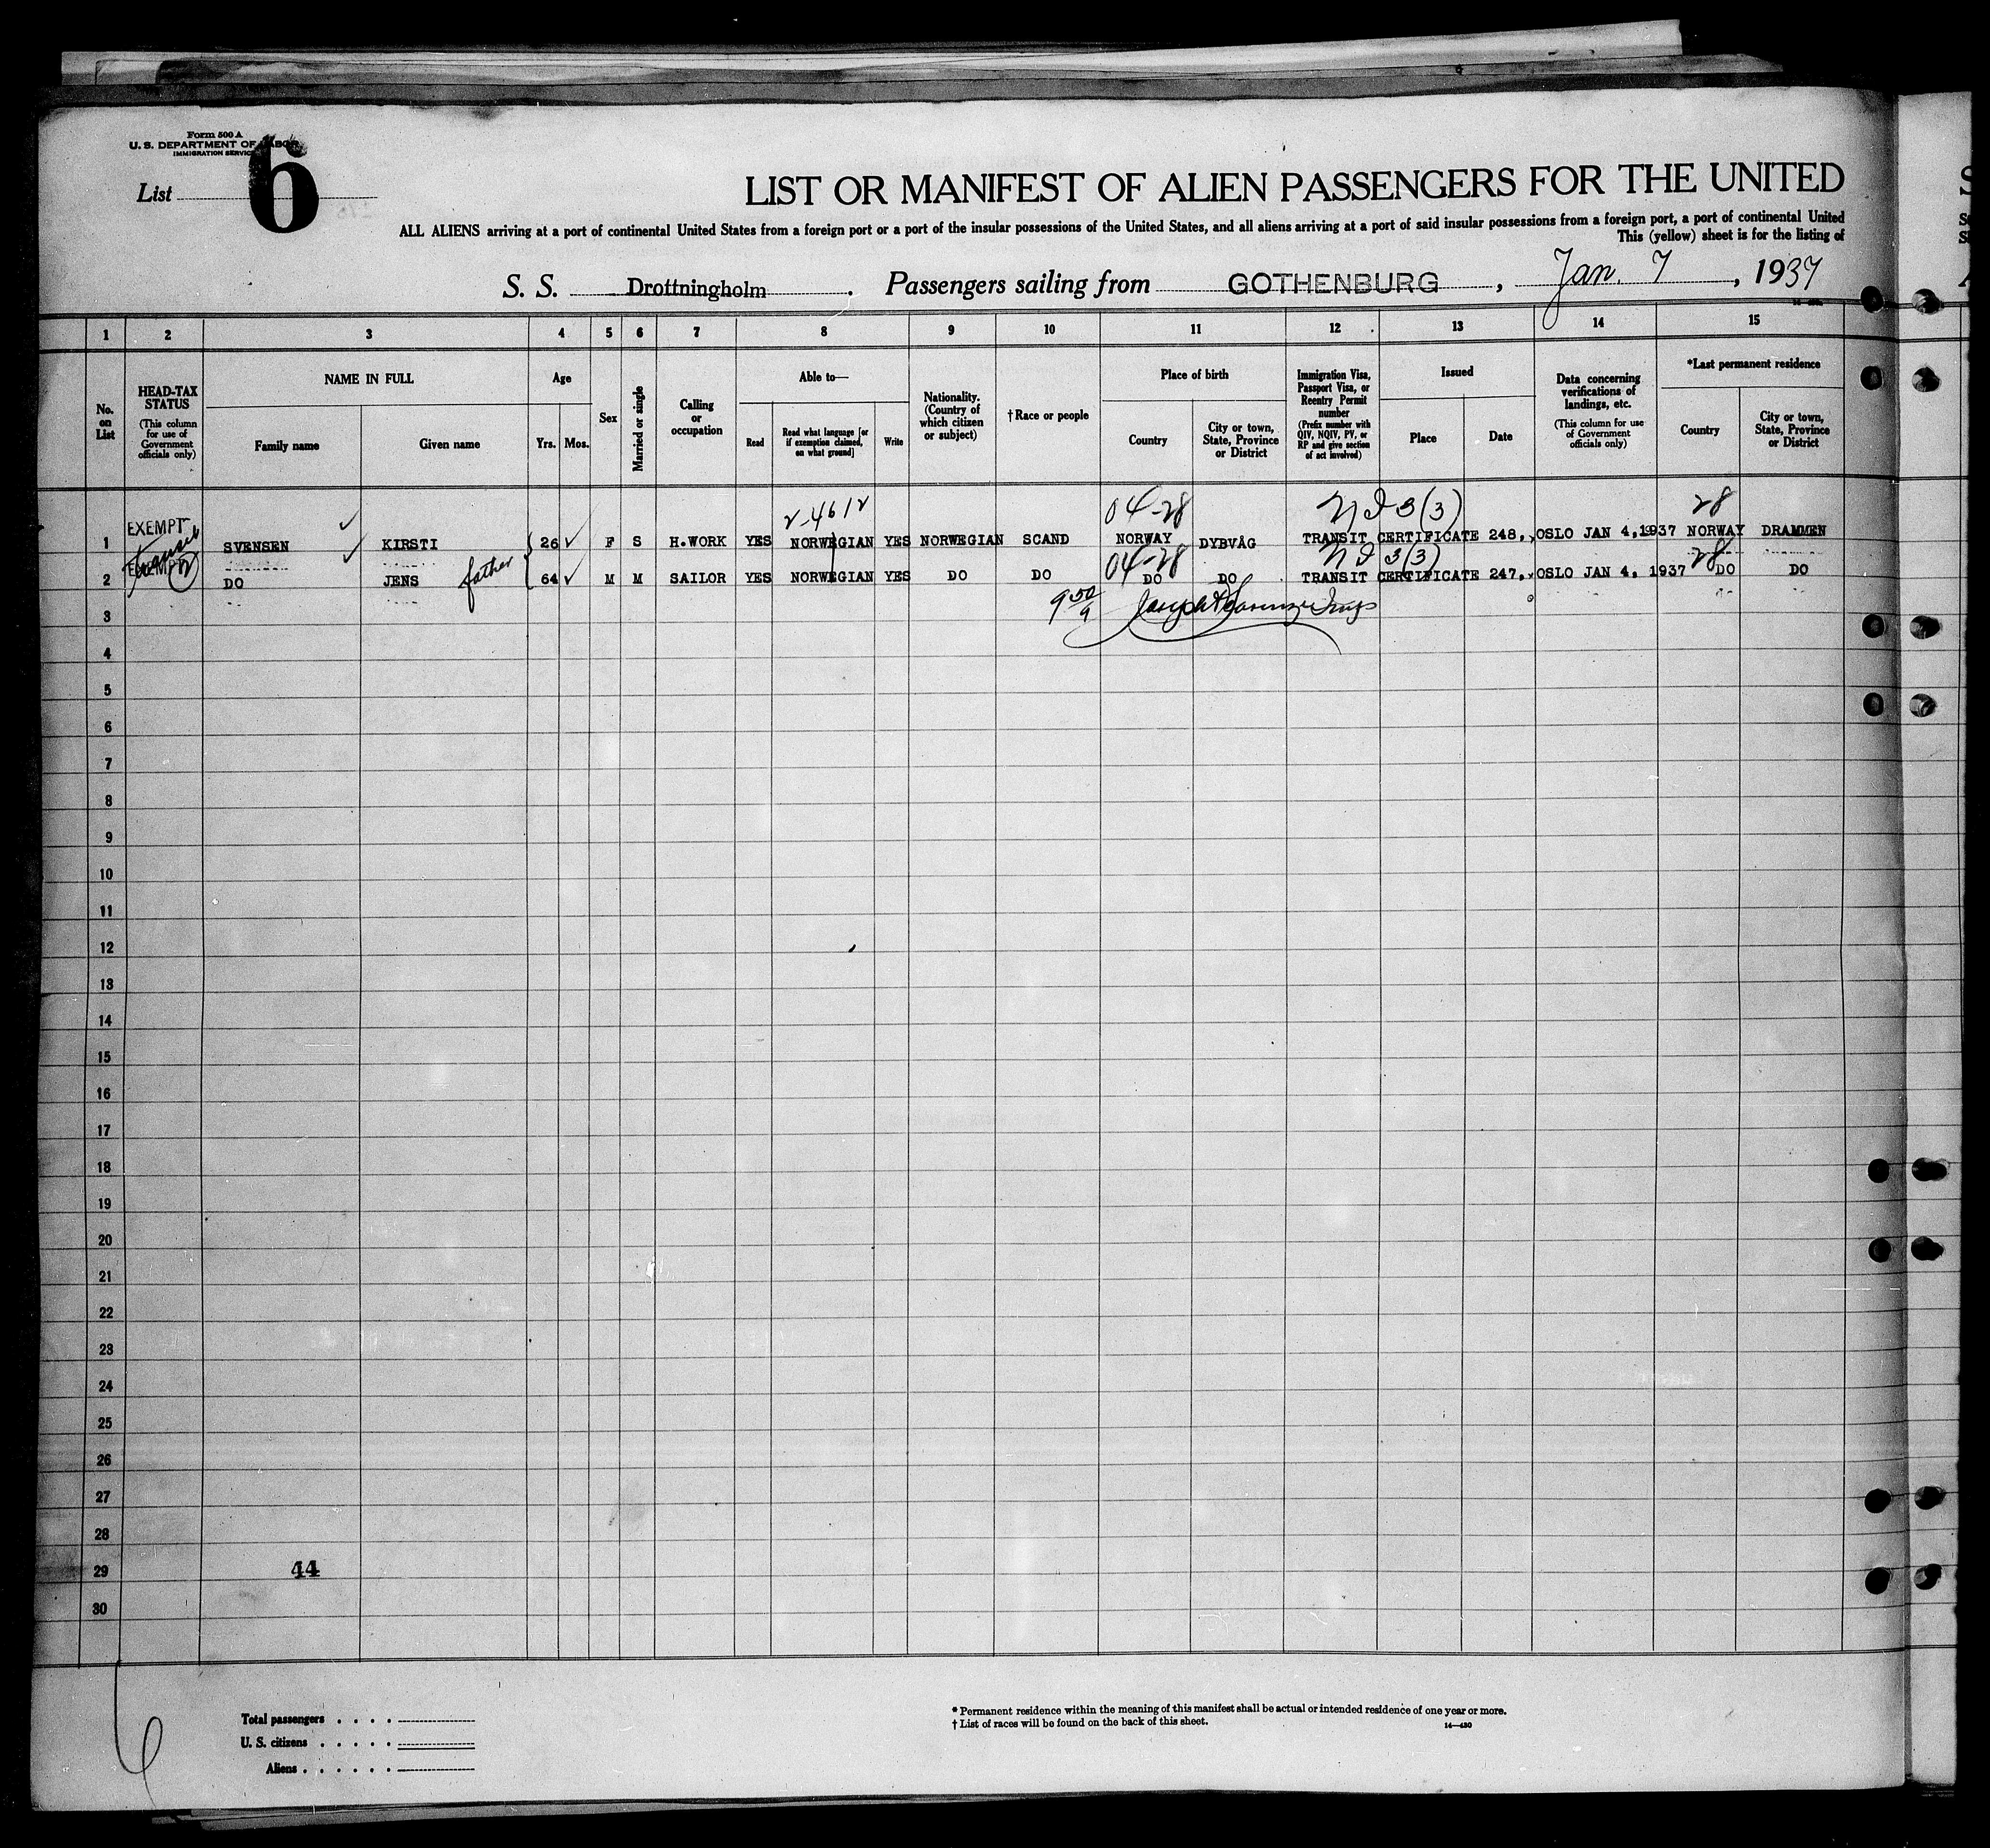 Form 500 A
U. S. DEPARTMENT OF LABOR
IMMIGRATION SERVICE
List 6
LIST OR MANIFEST OF ALIEN PASSENGERS FOR THE UNITED
ALL ALIENS arriving at a port of continental United States from a foreign port or a port of the insular possessions of the United States, and all aliens arriving at a port of said insular possessions from a foreign port, a port of continental United
This (yellow) sheet is for the listing of
S. S. Drottningholm. Passengers sailing from GOTHENBURG, Jan. 7, 1937
1 2 3 4 5 6 7 8 9 10 11 12 13 14 15
No. on List
HEAD-TAX STATUS
(This column for use of Government officials only)
NAME IN FULL
Family name
Given name
Age
Yrs.
Mos.
Sex
Married or single
Calling or occupation
Able to—
Read
Read what language [or if exemption claimed, on what ground]
Write
Nationality. (Country of which citizen or subject)
† Race or people
Place of birth
Country
City or town, State, Province or District
Immigration Visa, Passport Visa, or Reentry Permit number
(Prefix number with QIV, NQIV, PV, or RP and give section of act involved)
Issued
Place
Date
Data concerning verifications of landings, etc.
(This column for use of Government officials only)
*Last permanent residence
Country
City or town, State, Province or District
2-4612 04-28 3(3) 28
1 EXEMPT SVENSEN KIRSTI 26 F S H.WORK YES NORWEGIAN YES NORWEGIAN SCAND NORWAY DYBVÅG TRANSIT CERTIFICATE 248, OSLO JAN 4,1937 NORWAY DRAMMEN
Transit 04-28 3(3) 28
2 EXEMPT DO JENS father 64 M M SAILOR YES NORWEGIAN YES DO DO DO DO TRANSIT CERTIFICATE 247, OSLO JAN 4, 1937 DO DO
3
4
5
6
7
8
9
10
11
12
13
14
15
16
17
18
19
20
21
22
23
24
25
26
27
28
29 44
30
Total passengers
U. S. citizens
Aliens
* Permanent residence within the meaning of this manifest shall be actual or intended residence of one year or more.
† List of races will be found on the back of this sheet.
14—430